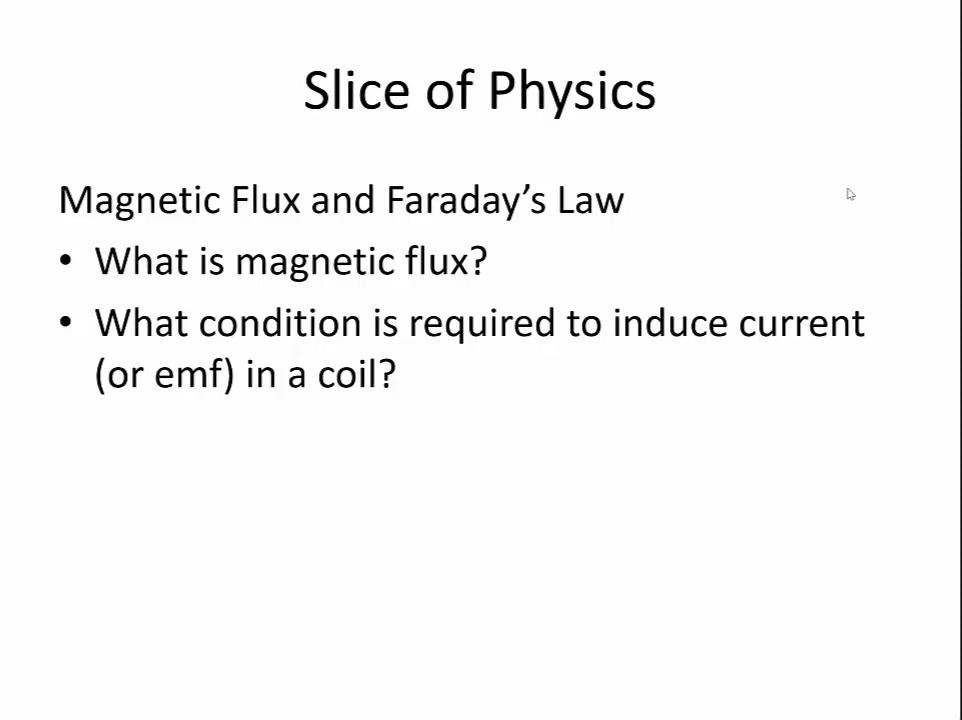 Slice of Physics
Magnetic Flux and Faraday’s Law
• What is magnetic flux?
• What condition is required to induce current
(or emf) in a coil?